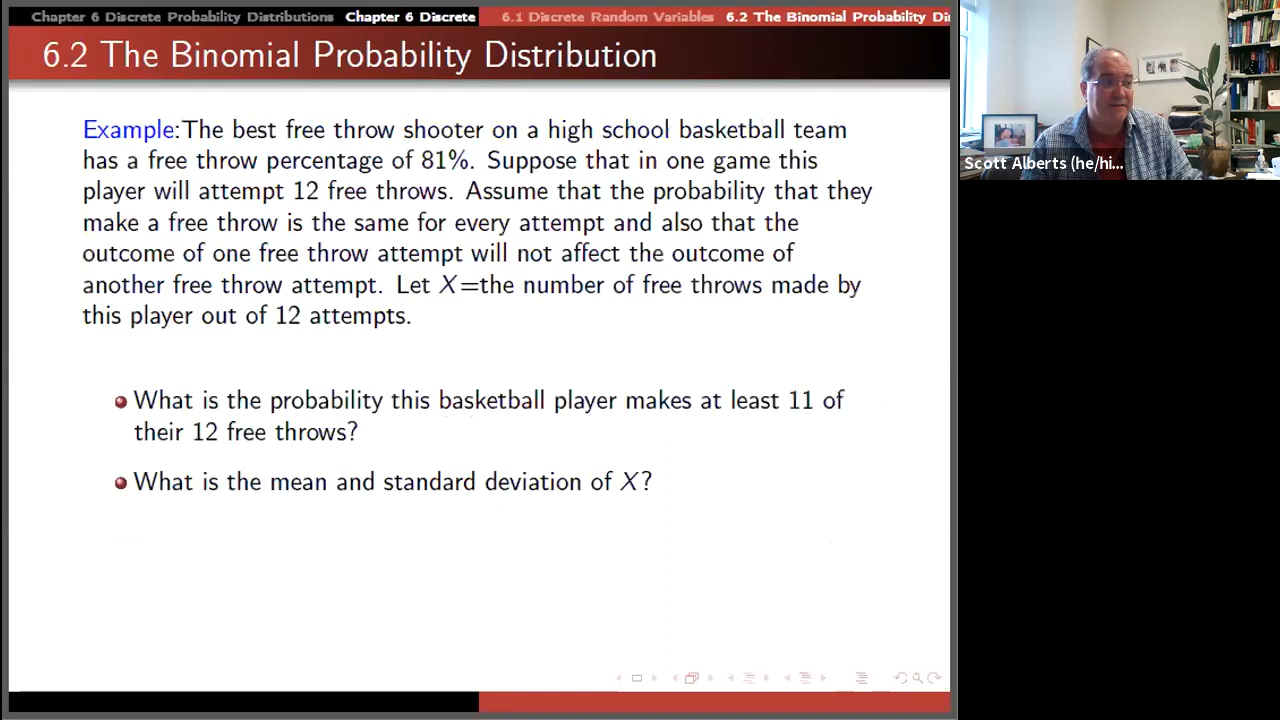 Chapter 6 Discrete Probability Distributions Chapter 6 Discrete 6.1 Discrete Random Variables 6.2 The Binomial Probability Di
6.2 The Binomial Probability Distribution
Scott Alberts (he/hi...
Example:The best free throw shooter on a high school basketball team
has a free throw percentage of 81%. Suppose that in one game this
player will attempt 12 free throws. Assume that the probability that they
make a free throw is the same for every attempt and also that the
outcome of one free throw attempt will not affect the outcome of
another free throw attempt. Let X=the number of free throws made by
this player out of 12 attempts.
What is the probability this basketball player makes at least 11 of
their 12 free throws?
What is the mean and standard deviation of X?